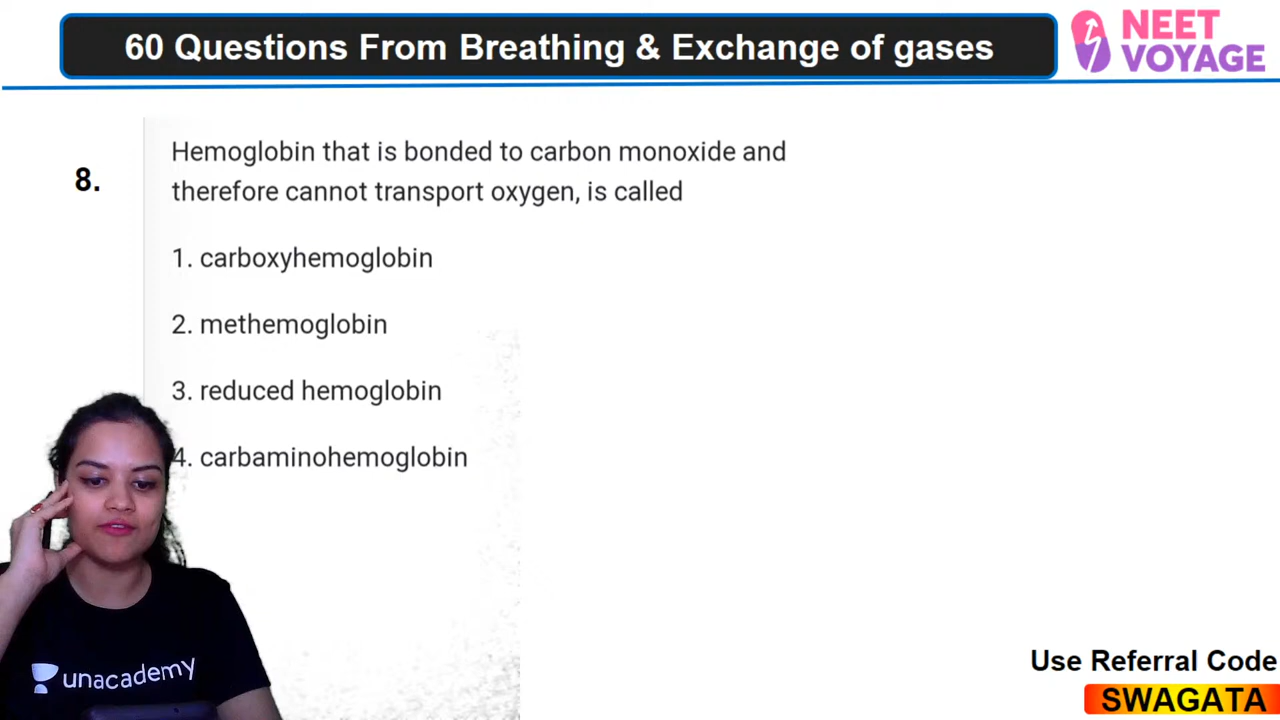 60 Questions From Breathing & Exchange of gases
NEET
VOYAGE
8.
Hemoglobin that is bonded to carbon monoxide and
therefore cannot transport oxygen, is called
1. carboxyhemoglobin
2. methemoglobin
3. reduced hemoglobin
4. carbaminohemoglobin
unacademy
Use Referral Code
SWAGATA